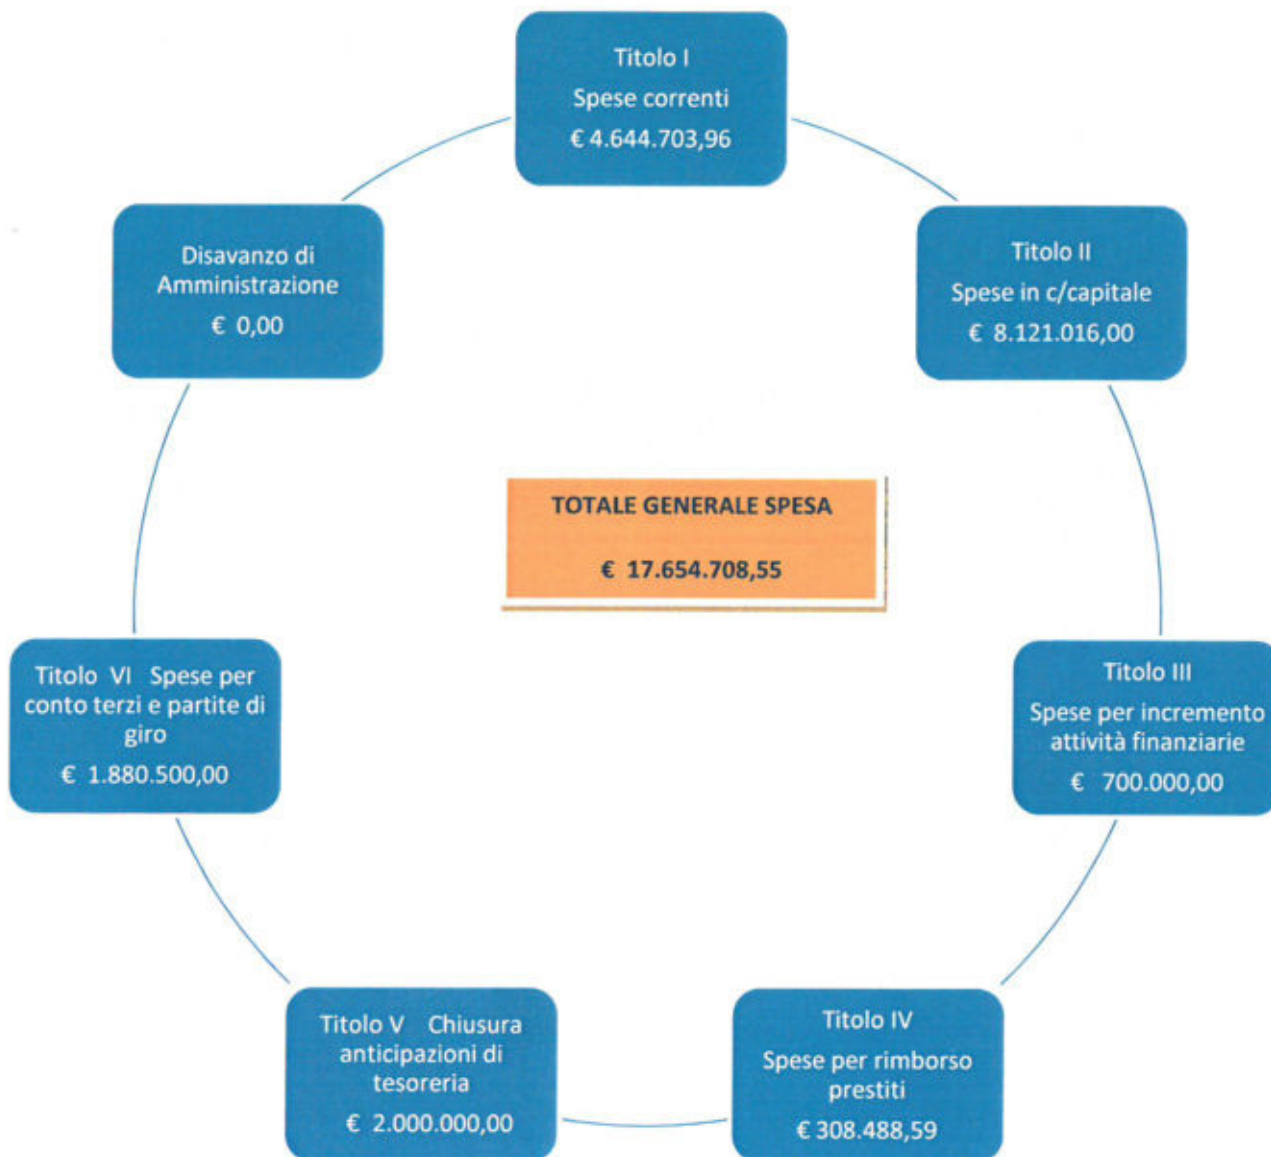 Titolo I
Spese correnti
€ 4.644.703,96
Titolo II
Spese in c/capitale
€ 8.121.016,00
Titolo III
Spese per incremento
attività finanziarie
€ 700.000,00
Titolo IV
Spese per rimborso
prestiti
€ 308.488,59
Titolo V Chiusura
anticipazioni di
tesoreria
€ 2.000.000,00
Titolo VI Spese per
conto terzi e partite di
giro
€ 1.880.500,00
Disavanzo di
Amministrazione
€ 0,00
TOTALE GENERALE SPESA
€ 17.654.708,55